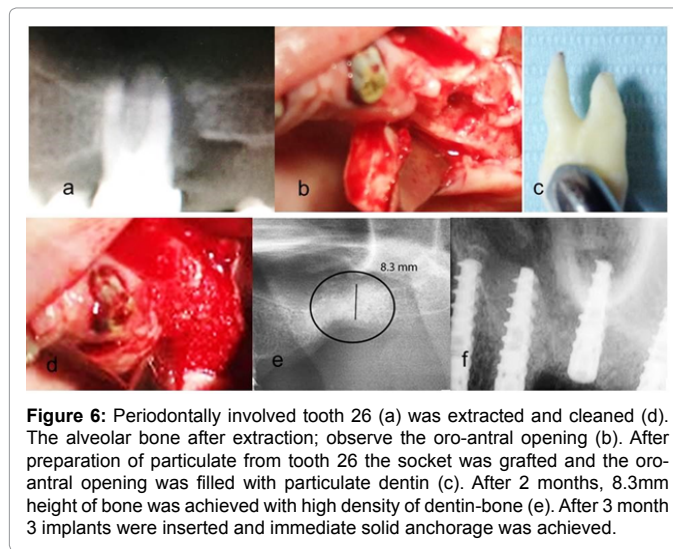 a
b
c
d
8.3 mm
e
f
Figure 6: Periodontally involved tooth 26 (a) was extracted and cleaned (d).
The alveolar bone after extraction; observe the oro-antral opening (b). After
preparation of particulate from tooth 26 the socket was grafted and the oro-
antral opening was filled with particulate dentin (c). After 2 months, 8.3mm
height of bone was achieved with high density of dentin-bone (e). After 3 month
3 implants were inserted and immediate solid anchorage was achieved.